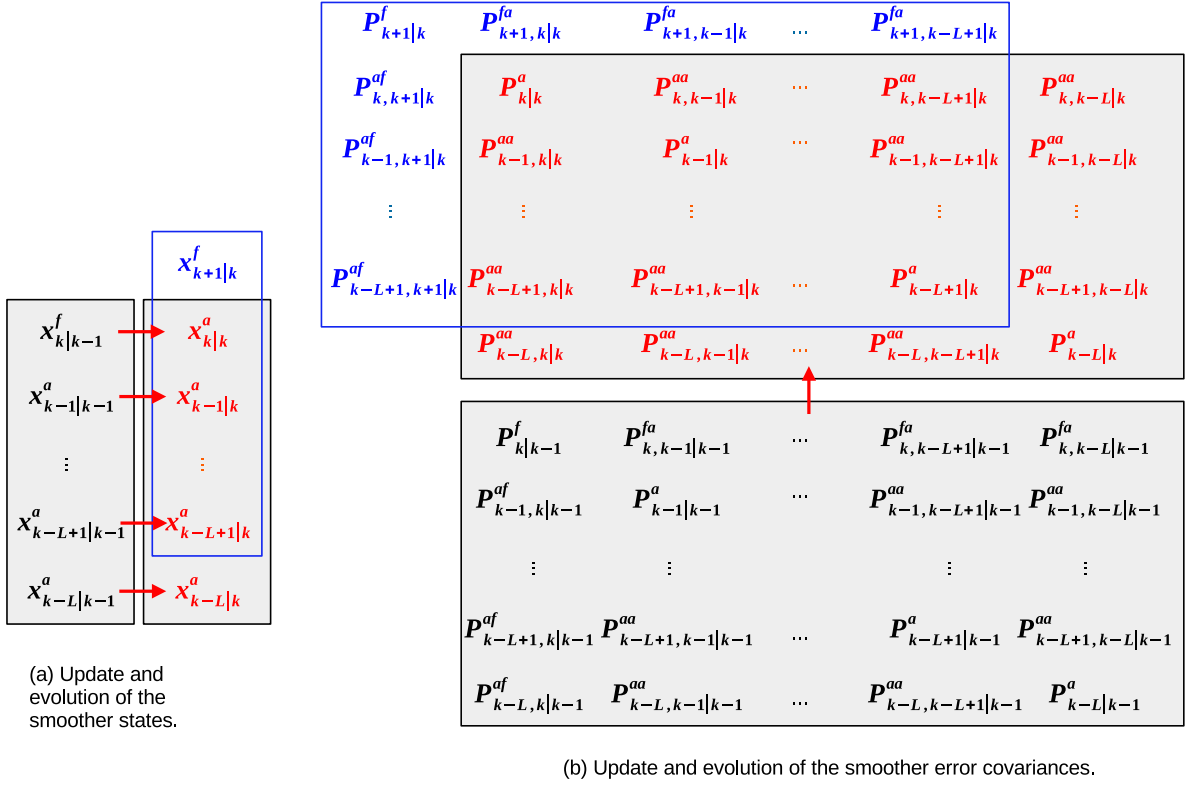 P^f_{k+1|k} P^{fa}_{k+1,k|k} P^{fa}_{k+1,k−1|k} ... P^{fa}_{k+1,k−L+1|k}
P^{af}_{k,k+1|k} P^a_{k|k} P^{aa}_{k,k−1|k} ... P^{aa}_{k,k−L+1|k} P^{aa}_{k,k−L|k}
P^{af}_{k−1,k+1|k} P^{aa}_{k−1,k|k} P^a_{k−1|k} ... P^{aa}_{k−1,k−L+1|k} P^{aa}_{k−1,k−L|k}
⋮ ⋮ ⋮ ⋮ ⋮
P^{af}_{k−L+1,k+1|k} P^{aa}_{k−L+1,k|k} P^{aa}_{k−L+1,k−1|k} ... P^a_{k−L+1|k} P^{aa}_{k−L+1,k−L|k}
P^{aa}_{k−L,k|k} P^{aa}_{k−L,k−1|k} ... P^{aa}_{k−L,k−L+1|k} P^a_{k−L|k}
x^f_{k+1|k}
x^f_{k|k−1} x^a_{k|k}
x^a_{k−1|k−1} x^a_{k−1|k}
⋮ ⋮
x^a_{k−L+1|k−1} x^a_{k−L+1|k}
x^a_{k−L|k−1} x^a_{k−L|k}
(a) Update and
evolution of the
smoother states.
P^f_{k|k−1} P^{fa}_{k,k−1|k−1} ... P^{fa}_{k,k−L+1|k−1} P^{fa}_{k,k−L|k−1}
P^{af}_{k−1,k|k−1} P^a_{k−1|k−1} ... P^{aa}_{k−1,k−L+1|k−1} P^{aa}_{k−1,k−L|k−1}
⋮ ⋮ ⋮ ⋮
P^{af}_{k−L+1,k|k−1} P^{aa}_{k−L+1,k−1|k−1} ... P^a_{k−L+1|k−1} P^{aa}_{k−L+1,k−L|k−1}
P^{af}_{k−L,k|k−1} P^{aa}_{k−L,k−1|k−1} ... P^{aa}_{k−L,k−L+1|k−1} P^a_{k−L|k−1}
(b) Update and evolution of the smoother error covariances.